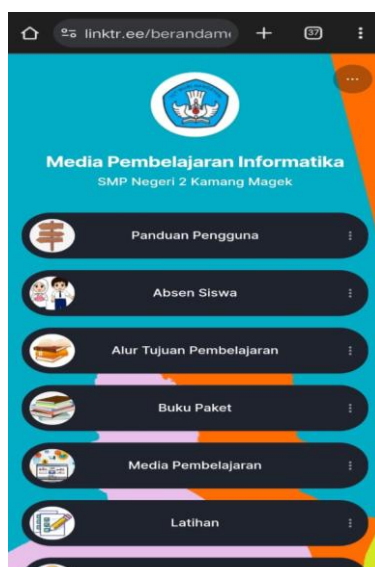 linktr.ee/berandame
37
Media Pembelajaran Informatika
SMP Negeri 2 Kamang Magek
Panduan Pengguna
Absen Siswa
Alur Tujuan Pembelajaran
Buku Paket
Media Pembelajaran
Latihan